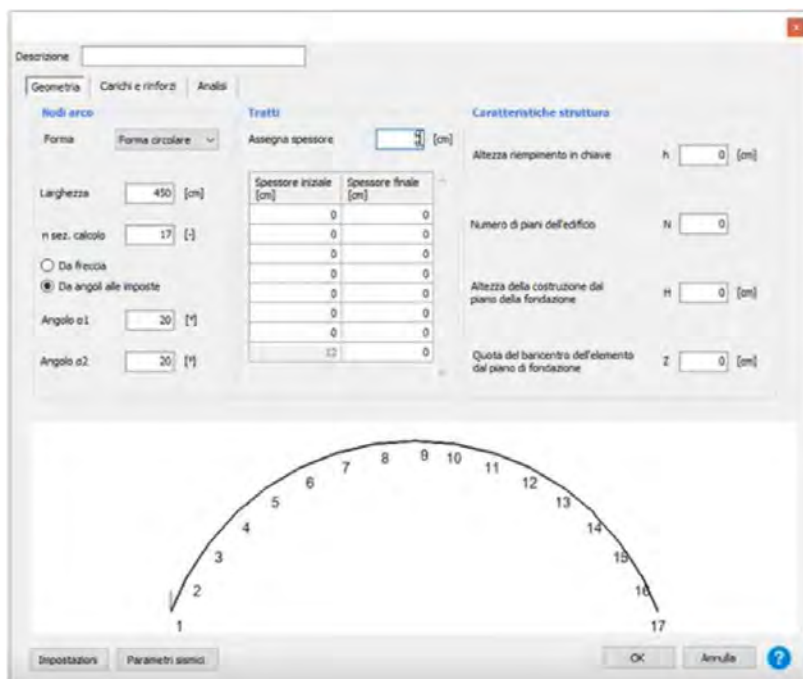 Descrizione
Geometria Carichi e rinforzi Analisi
Nodi arco Tratti Caratteristiche struttura
Forma Forma circolare Assegna spessore [cm]
Altezza riempimento in chiave h 0 [cm]
Spessore iniziale [cm] Spessore finale [cm]
Larghezza 450 [cm]
0 0
n sez. calcolo 17 [-]
0 0
Numero di piani dell'edificio N 0
0 0
Da freccia
0 0
Da angoli alle imposte
0 0
Altezza della costruzione dal piano della fondazione H 0 [cm]
Angolo α1 20 [°]
0 0
0 0
Angolo α2 20 [°]
12 0
Quota del baricentro dell'elemento dal piano di fondazione Z 0 [cm]
1 2 3 4 5 6 7 8 9 10 11 12 13 14 15 16 17
Impostazioni Parametri sismici OK Annulla ?